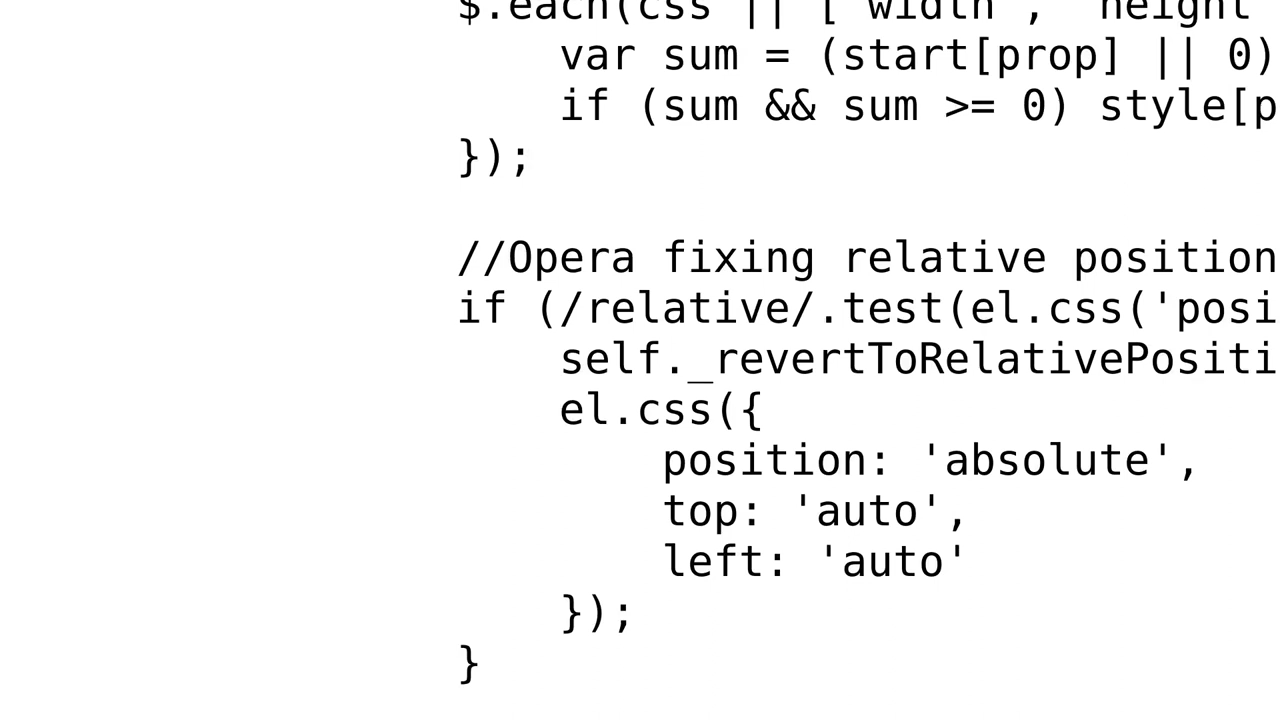 $.each(css || ['width', 'height'
var sum = (start[prop] || 0)
if (sum && sum >= 0) style[p
});
//Opera fixing relative position
if (/relative/.test(el.css('posi
self._revertToRelativePositi
el.css({
position: 'absolute',
top: 'auto',
left: 'auto'
});
}